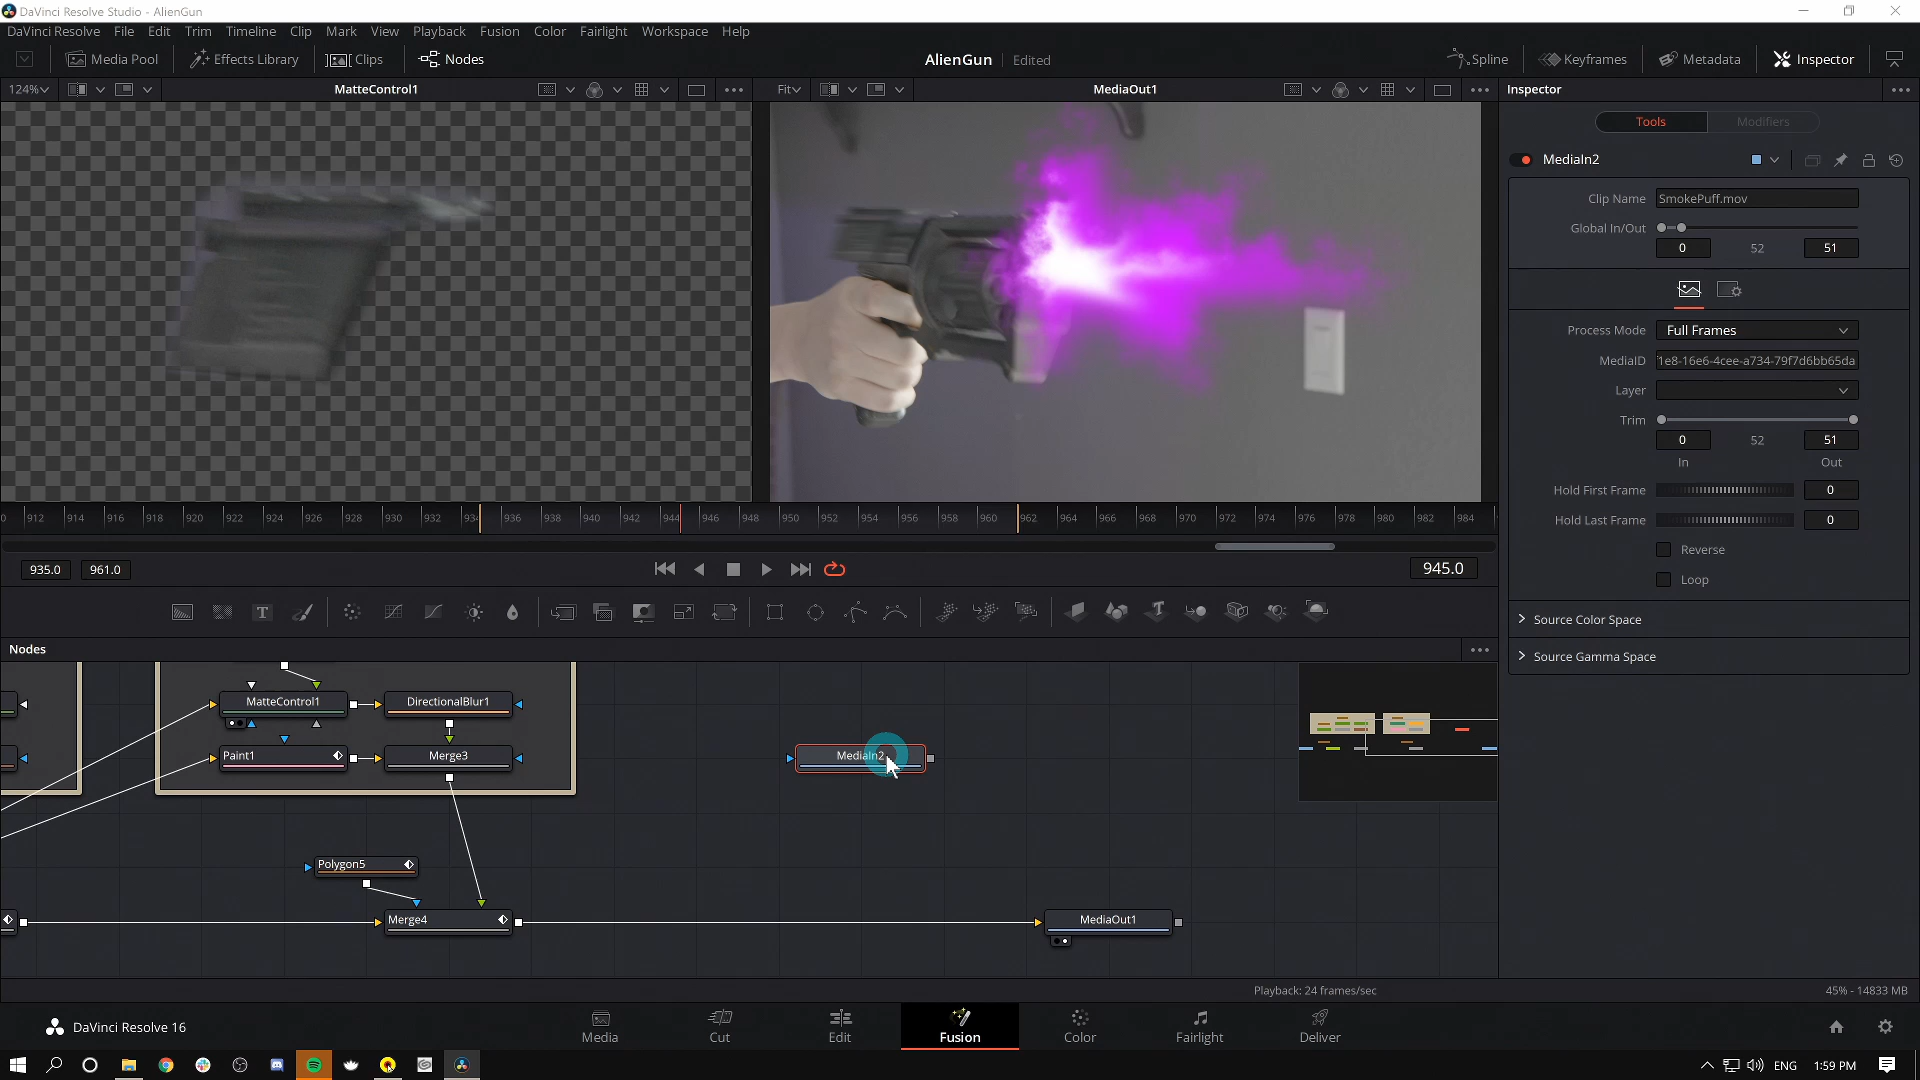 DaVinci Resolve Studio - AlienGun
DaVinci Resolve File Edit Trim Timeline Clip Mark View Playback Fusion Color Fairlight Workspace Help
Media Pool Effects Library Clips Nodes AlienGun Edited Spline Keyframes Metadata Inspector
124% MatteControl1 Fit MediaOut1 Inspector
Tools Modifiers
MediaIn2
Clip Name SmokePuff.mov
Global In/Out
0 52 51
Process Mode Full Frames
MediaID 1e8-16e6-4cee-a734-79f7d6bb65da
Layer
Trim
0 52 51
In Out
Hold First Frame 0
Hold Last Frame 0
Reverse
Loop
Source Color Space
Source Gamma Space
0 912 914 916 918 920 922 924 926 928 930 932 934 936 938 940 942 944 946 948 950 952 954 956 958 960 962 964 966 968 970 972 974 976 978 980 982 984
935.0 961.0 945.0
Nodes
MatteControl1 DirectionalBlur1
Paint1 Merge3 MediaIn2
Polygon5
Merge4 MediaOut1
Playback: 24 frames/sec 45% - 14833 MB
DaVinci Resolve 16 Media Cut Edit Fusion Color Fairlight Deliver
ENG 1:59 PM